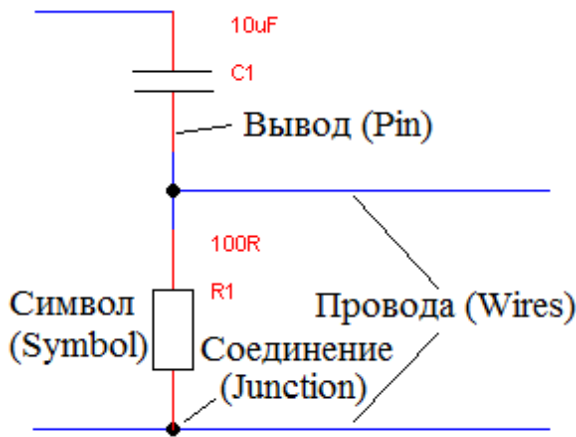 10uF
C1
Вывод (Pin)
100R
R1
Символ
(Symbol)
Соединение
(Junction)
Провода (Wires)